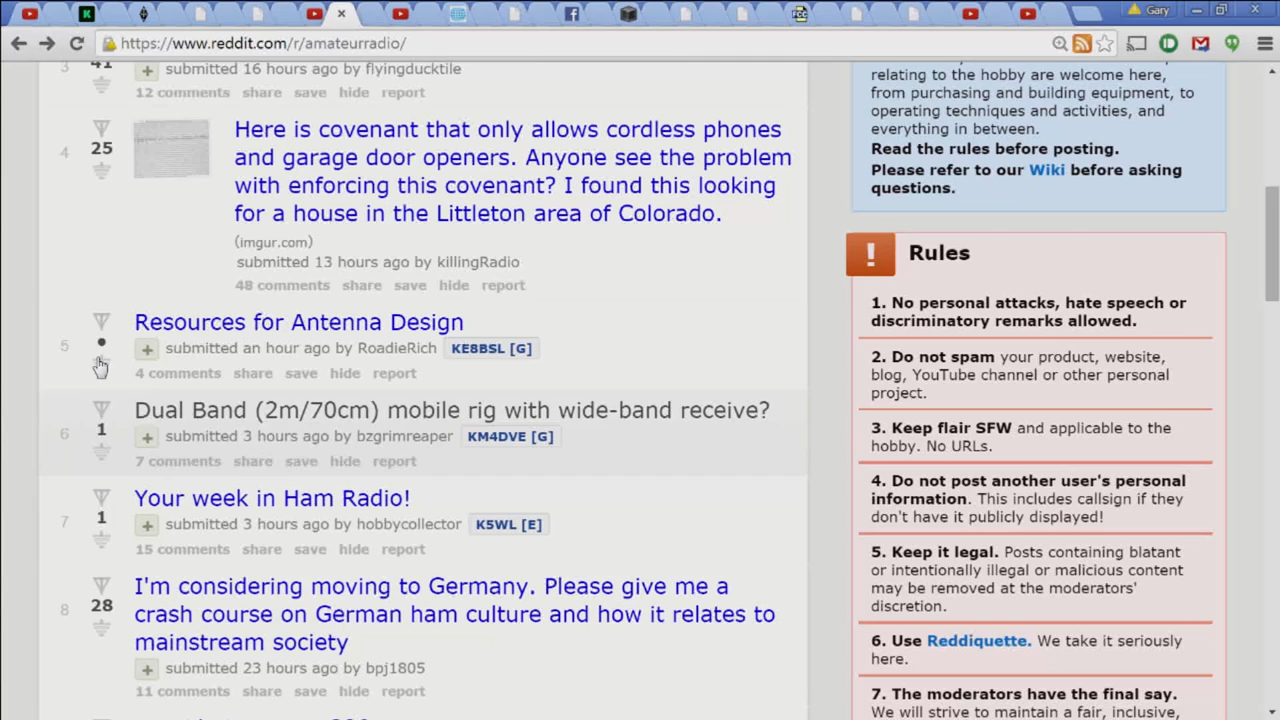 Gary
https://www.reddit.com/r/amateurradio/
3
41
submitted 16 hours ago by flyingducktile
12 comments share save hide report
4
25
Here is covenant that only allows cordless phones
and garage door openers. Anyone see the problem
with enforcing this covenant? I found this looking
for a house in the Littleton area of Colorado.
(imgur.com)
submitted 13 hours ago by killingRadio
48 comments share save hide report
5
•
Resources for Antenna Design
+ submitted an hour ago by RoadieRich KE8BSL [G]
4 comments share save hide report
6
1
Dual Band (2m/70cm) mobile rig with wide-band receive?
+ submitted 3 hours ago by bzgrimreaper KM4DVE [G]
7 comments share save hide report
7
1
Your week in Ham Radio!
+ submitted 3 hours ago by hobbycollector K5WL [E]
15 comments share save hide report
8
28
I'm considering moving to Germany. Please give me a
crash course on German ham culture and how it relates to
mainstream society
+ submitted 23 hours ago by bpj1805
11 comments share save hide report
relating to the hobby are welcome here,
from purchasing and building equipment, to
operating techniques and activities, and
everything in between.
Read the rules before posting.
Please refer to our Wiki before asking
questions.
! Rules
1. No personal attacks, hate speech or
discriminatory remarks allowed.
2. Do not spam your product, website,
blog, YouTube channel or other personal
project.
3. Keep flair SFW and applicable to the
hobby. No URLs.
4. Do not post another user's personal
information. This includes callsign if they
don't have it publicly displayed!
5. Keep it legal. Posts containing blatant
or intentionally illegal or malicious content
may be removed at the moderators'
discretion.
6. Use Reddiquette. We take it seriously
here.
7. The moderators have the final say.
We will strive to maintain a fair, inclusive,